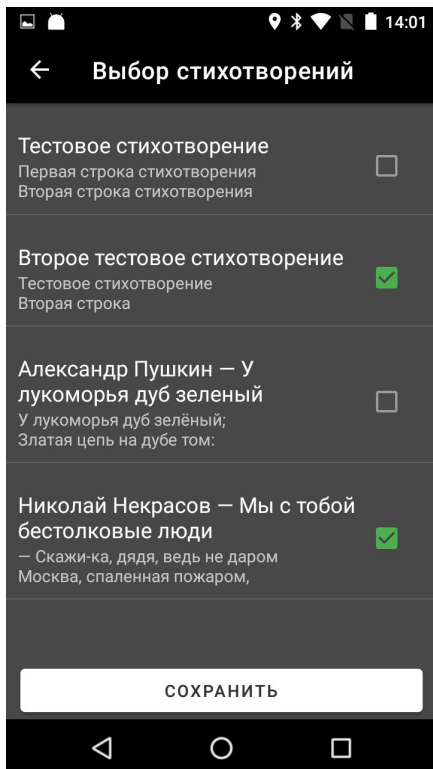 14:01
Выбор стихотворений
Тестовое стихотворение
Первая строка стихотворения
Вторая строка стихотворения
Второе тестовое стихотворение
Тестовое стихотворение
Вторая строка
Александр Пушкин — У
лукоморья дуб зеленый
У лукоморья дуб зелёный;
Златая цепь на дубе том:
Николай Некрасов — Мы с тобой
бестолковые люди
— Скажи-ка, дядя, ведь не даром
Москва, спаленная пожаром,
СОХРАНИТЬ